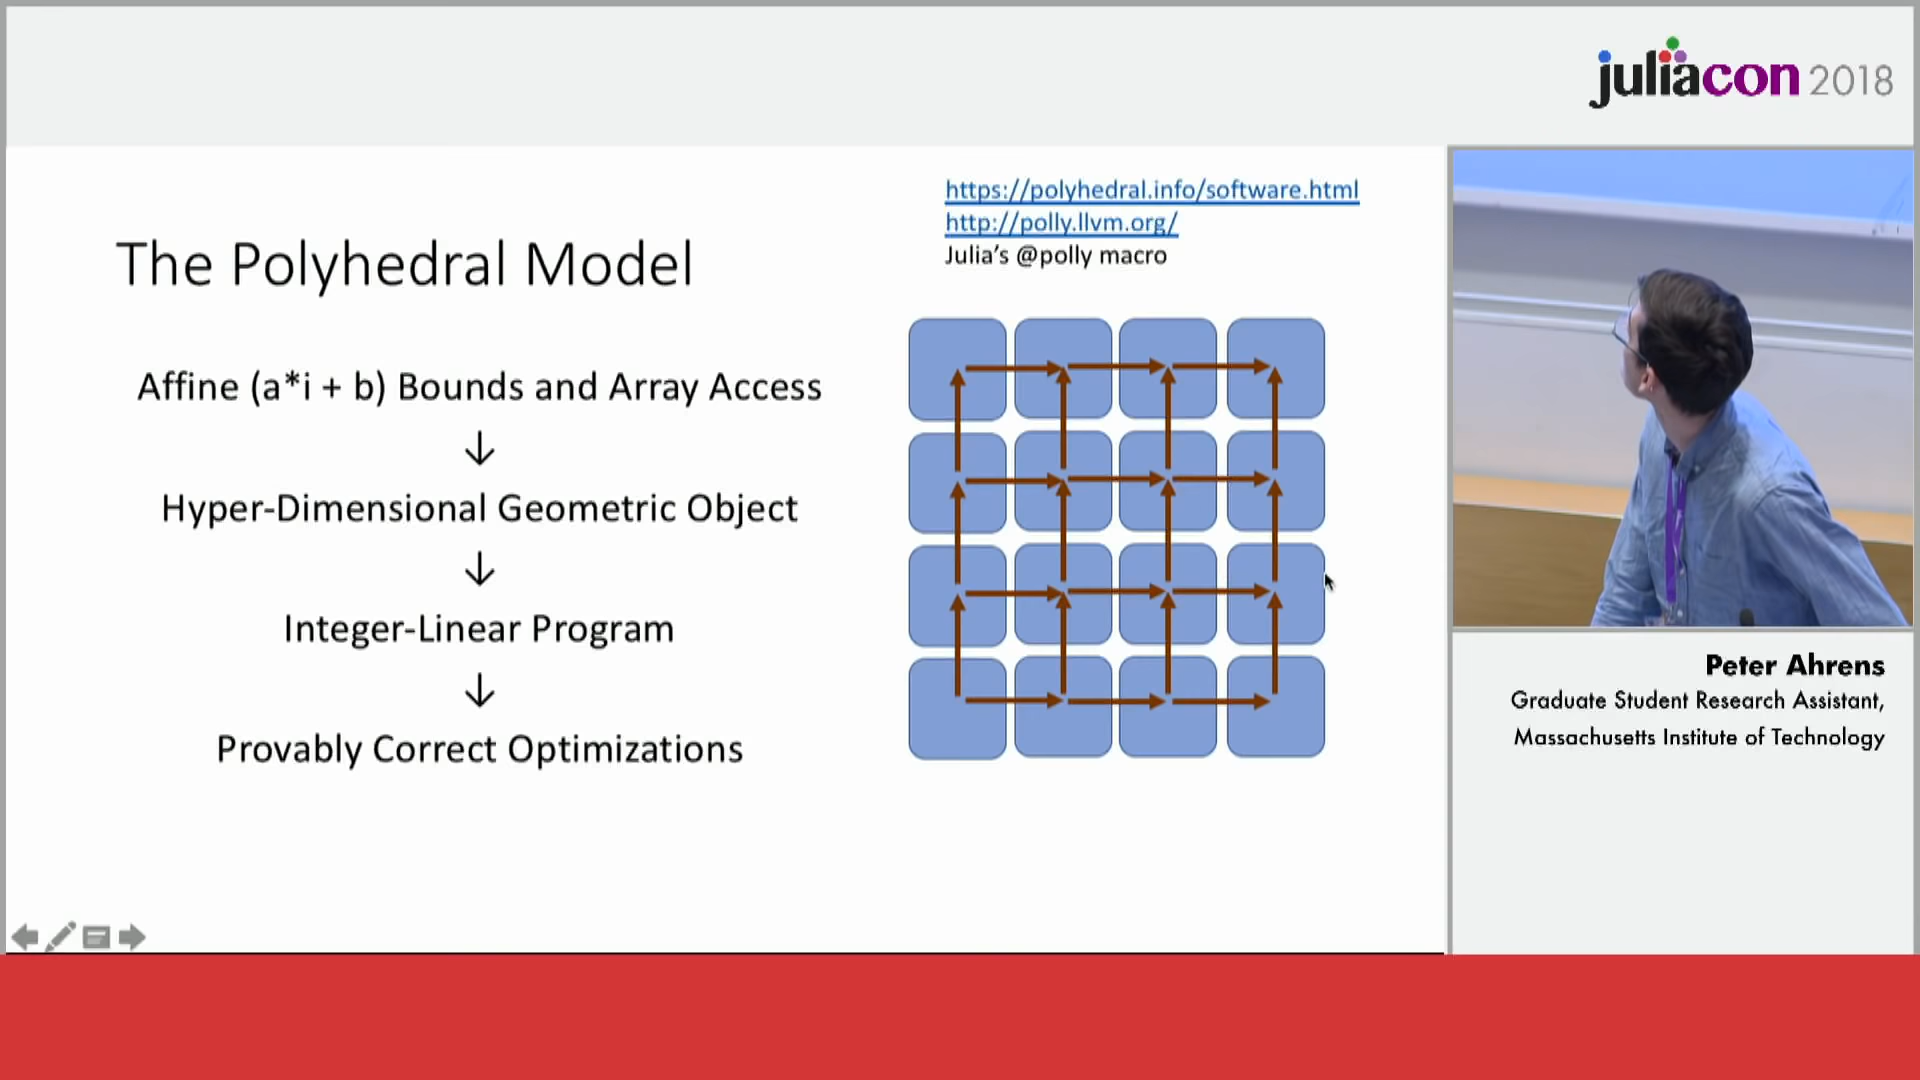 juliacon 2018
https://polyhedral.info/software.html
http://polly.llvm.org/
Julia’s @polly macro
The Polyhedral Model
Affine (a*i + b) Bounds and Array Access
↓
Hyper-Dimensional Geometric Object
↓
Integer-Linear Program
↓
Provably Correct Optimizations
Peter Ahrens
Graduate Student Research Assistant,
Massachusetts Institute of Technology